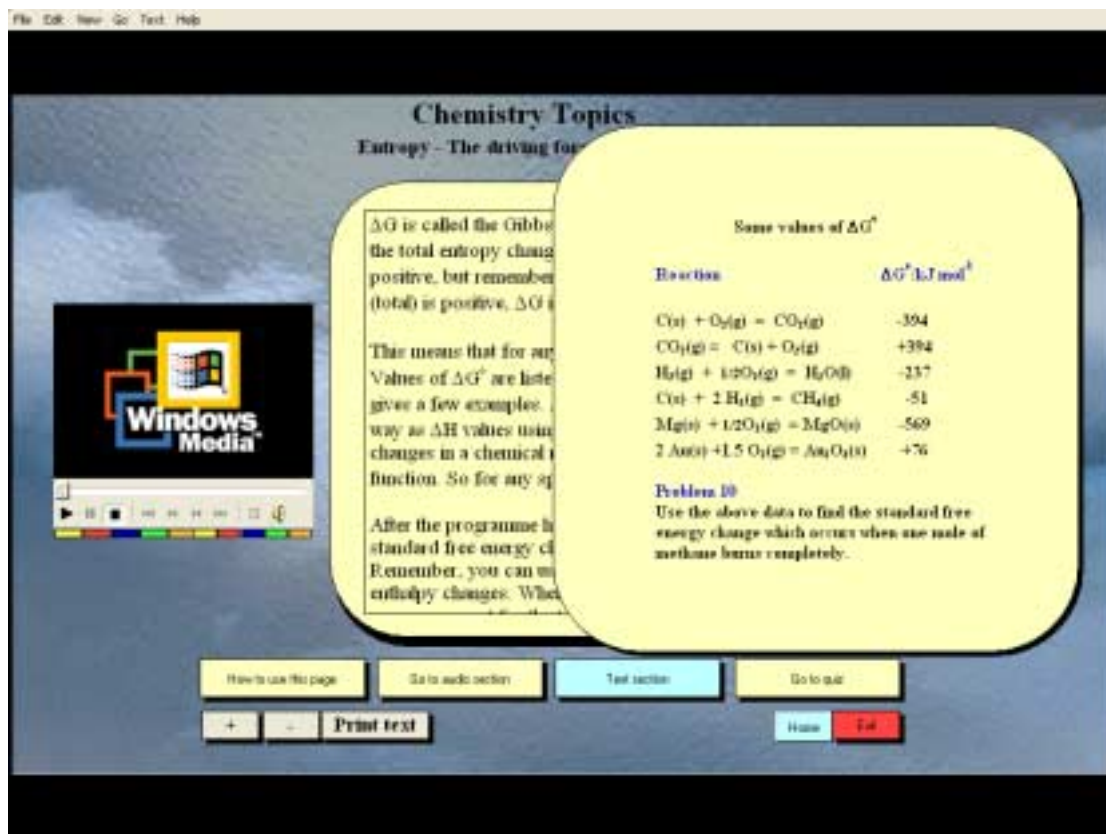 File Edit View Go Text Help
Chemistry Topics
Entropy - The driving for
ΔG is called the Gibbs
the total entropy chang
positive, but remember
(total) is positive, ΔG i
This means that for any
Values of ΔG° are liste
gives a few examples.
way as ΔH values usin
changes in a chemical
function. So for any sp
After the programme h
standard free energy cl
Remember, you can us
enthalpy changes. Whe
Windows
Media
Some values of ΔG°
Reaction ΔG° /kJ mol
C(s) + O₂(g) = CO₂(g) -394
CO₂(g) = C(s) + O₂(g) +394
H₂(g) + 1/2O₂(g) = H₂O(l) -237
C(s) + 2 H₂(g) = CH₄(g) -51
Mg(s) + 1/2O₂(g) = MgO(s) -569
2 Au(s) +1.5 O₂(g) = Au₂O₃(s) +76
Problem 10
Use the above data to find the standard free
energy change which occurs when one mole of
methane burns completely.
How to use this page Go to audio section Text section Go to quiz
+ - Print text Home Exit